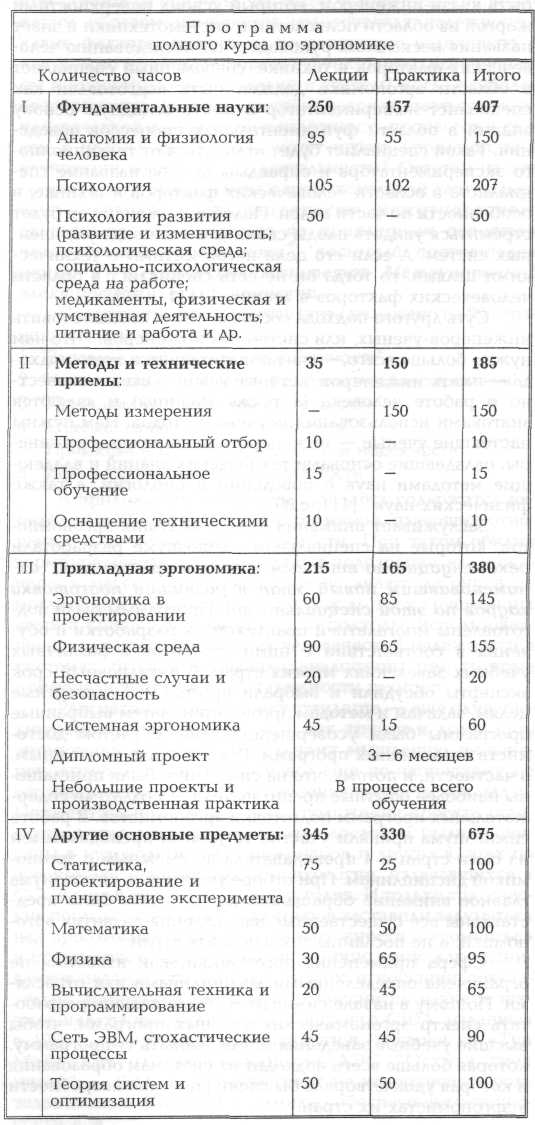 Программа
полного курса по эргономике
Количество часов Лекции Практика Итого
I Фундаментальные науки: 250 157 407
Анатомия и физиология 95 55 150
человека
Психология 105 102 207
Психология развития 50 — 50
(развитие и изменчивость;
психологическая среда;
социально-психологическая
среда на работе;
медикаменты, физическая и
умственная деятельность;
питание и работа и др.
II Методы и технические 35 150 185
приемы:
Методы измерения — 150 150
Профессиональный отбор 10 — 10
Профессиональное 15 — 15
обучение
Оснащение техническими 10 — 10
средствами
III Прикладная эргономика: 215 165 380
Эргономика в 60 85 145
проектировании
Физическая среда 90 65 155
Несчастные случаи и 20 — 20
безопасность
Системная эргономика 45 15 60
Дипломный проект 3—6 месяцев
Небольшие проекты и В процессе всего
производственная практика обучения
IV Другие основные предметы: 345 330 675
Статистика, 75 25 100
проектирование и
планирование эксперимента
Математика 50 50 100
Физика 30 65 95
Вычислительная техника и 20 45 65
программирование
Сеть ЭВМ, стохастические 45 45 90
процессы
Теория систем и 50 50 100
оптимизация